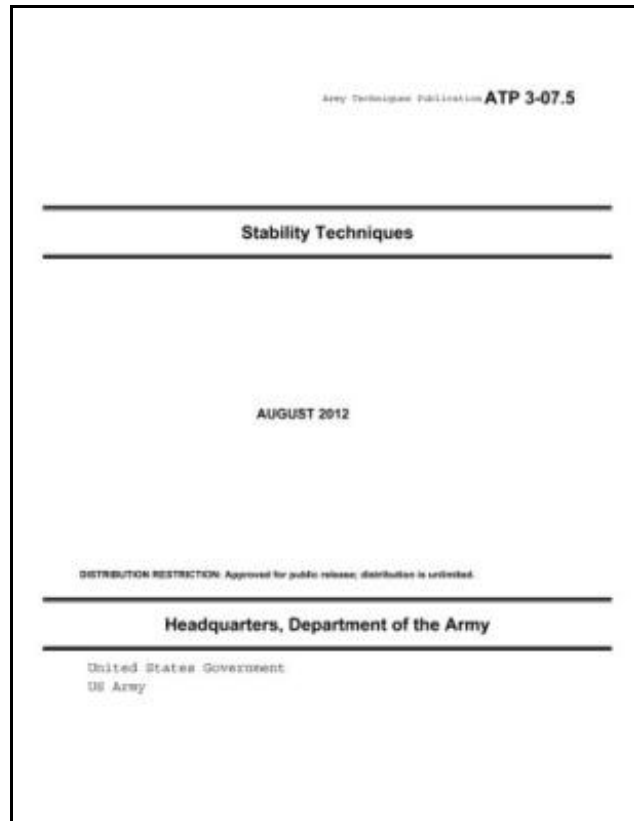 Army Techniques Publication ATP 3-07.5
Stability Techniques
AUGUST 2012
DISTRIBUTION RESTRICTION: Approved for public release; distribution is unlimited.
Headquarters, Department of the Army
United States Government
US Army